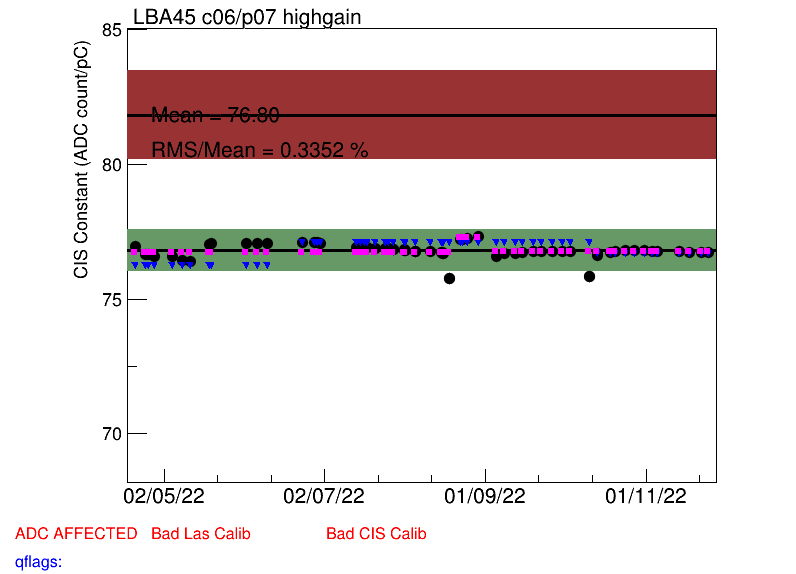 LBA45 c06/p07 highgain
CIS Constant (ADC count/pC)
85
Mean = 76.80
RMS/Mean = 0.3352 %
80
75
70
02/05/22 02/07/22 01/09/22 01/11/22
ADC AFFECTED Bad Las Calib Bad CIS Calib
qflags: